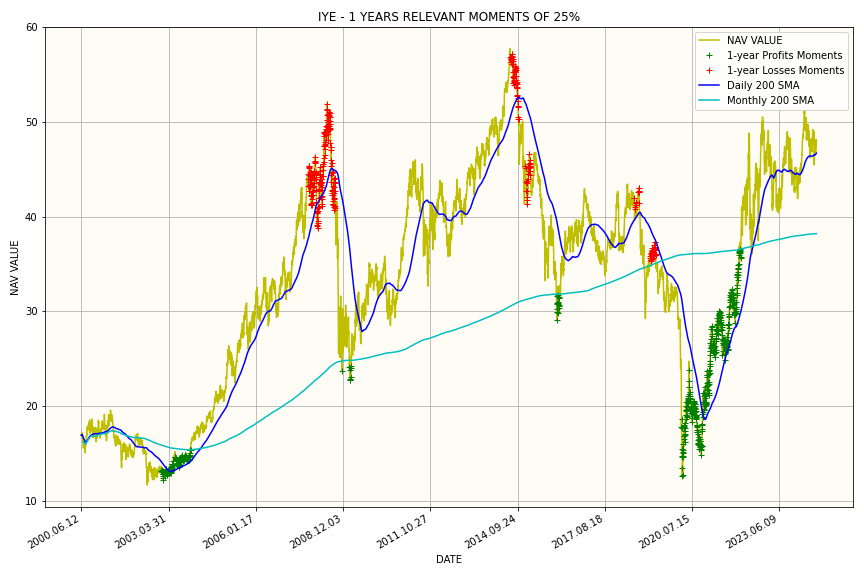 IYE - 1 YEARS RELEVANT MOMENTS OF 25%
NAV VALUE
1-year Profits Moments
1-year Losses Moments
Daily 200 SMA
Monthly 200 SMA
60
50
40
30
20
10
NAV VALUE
2000.06.12
2003.03.31
2006.01.17
2008.12.03
2011.10.27
2014.09.24
2017.08.18
2020.07.15
2023.06.09
DATE